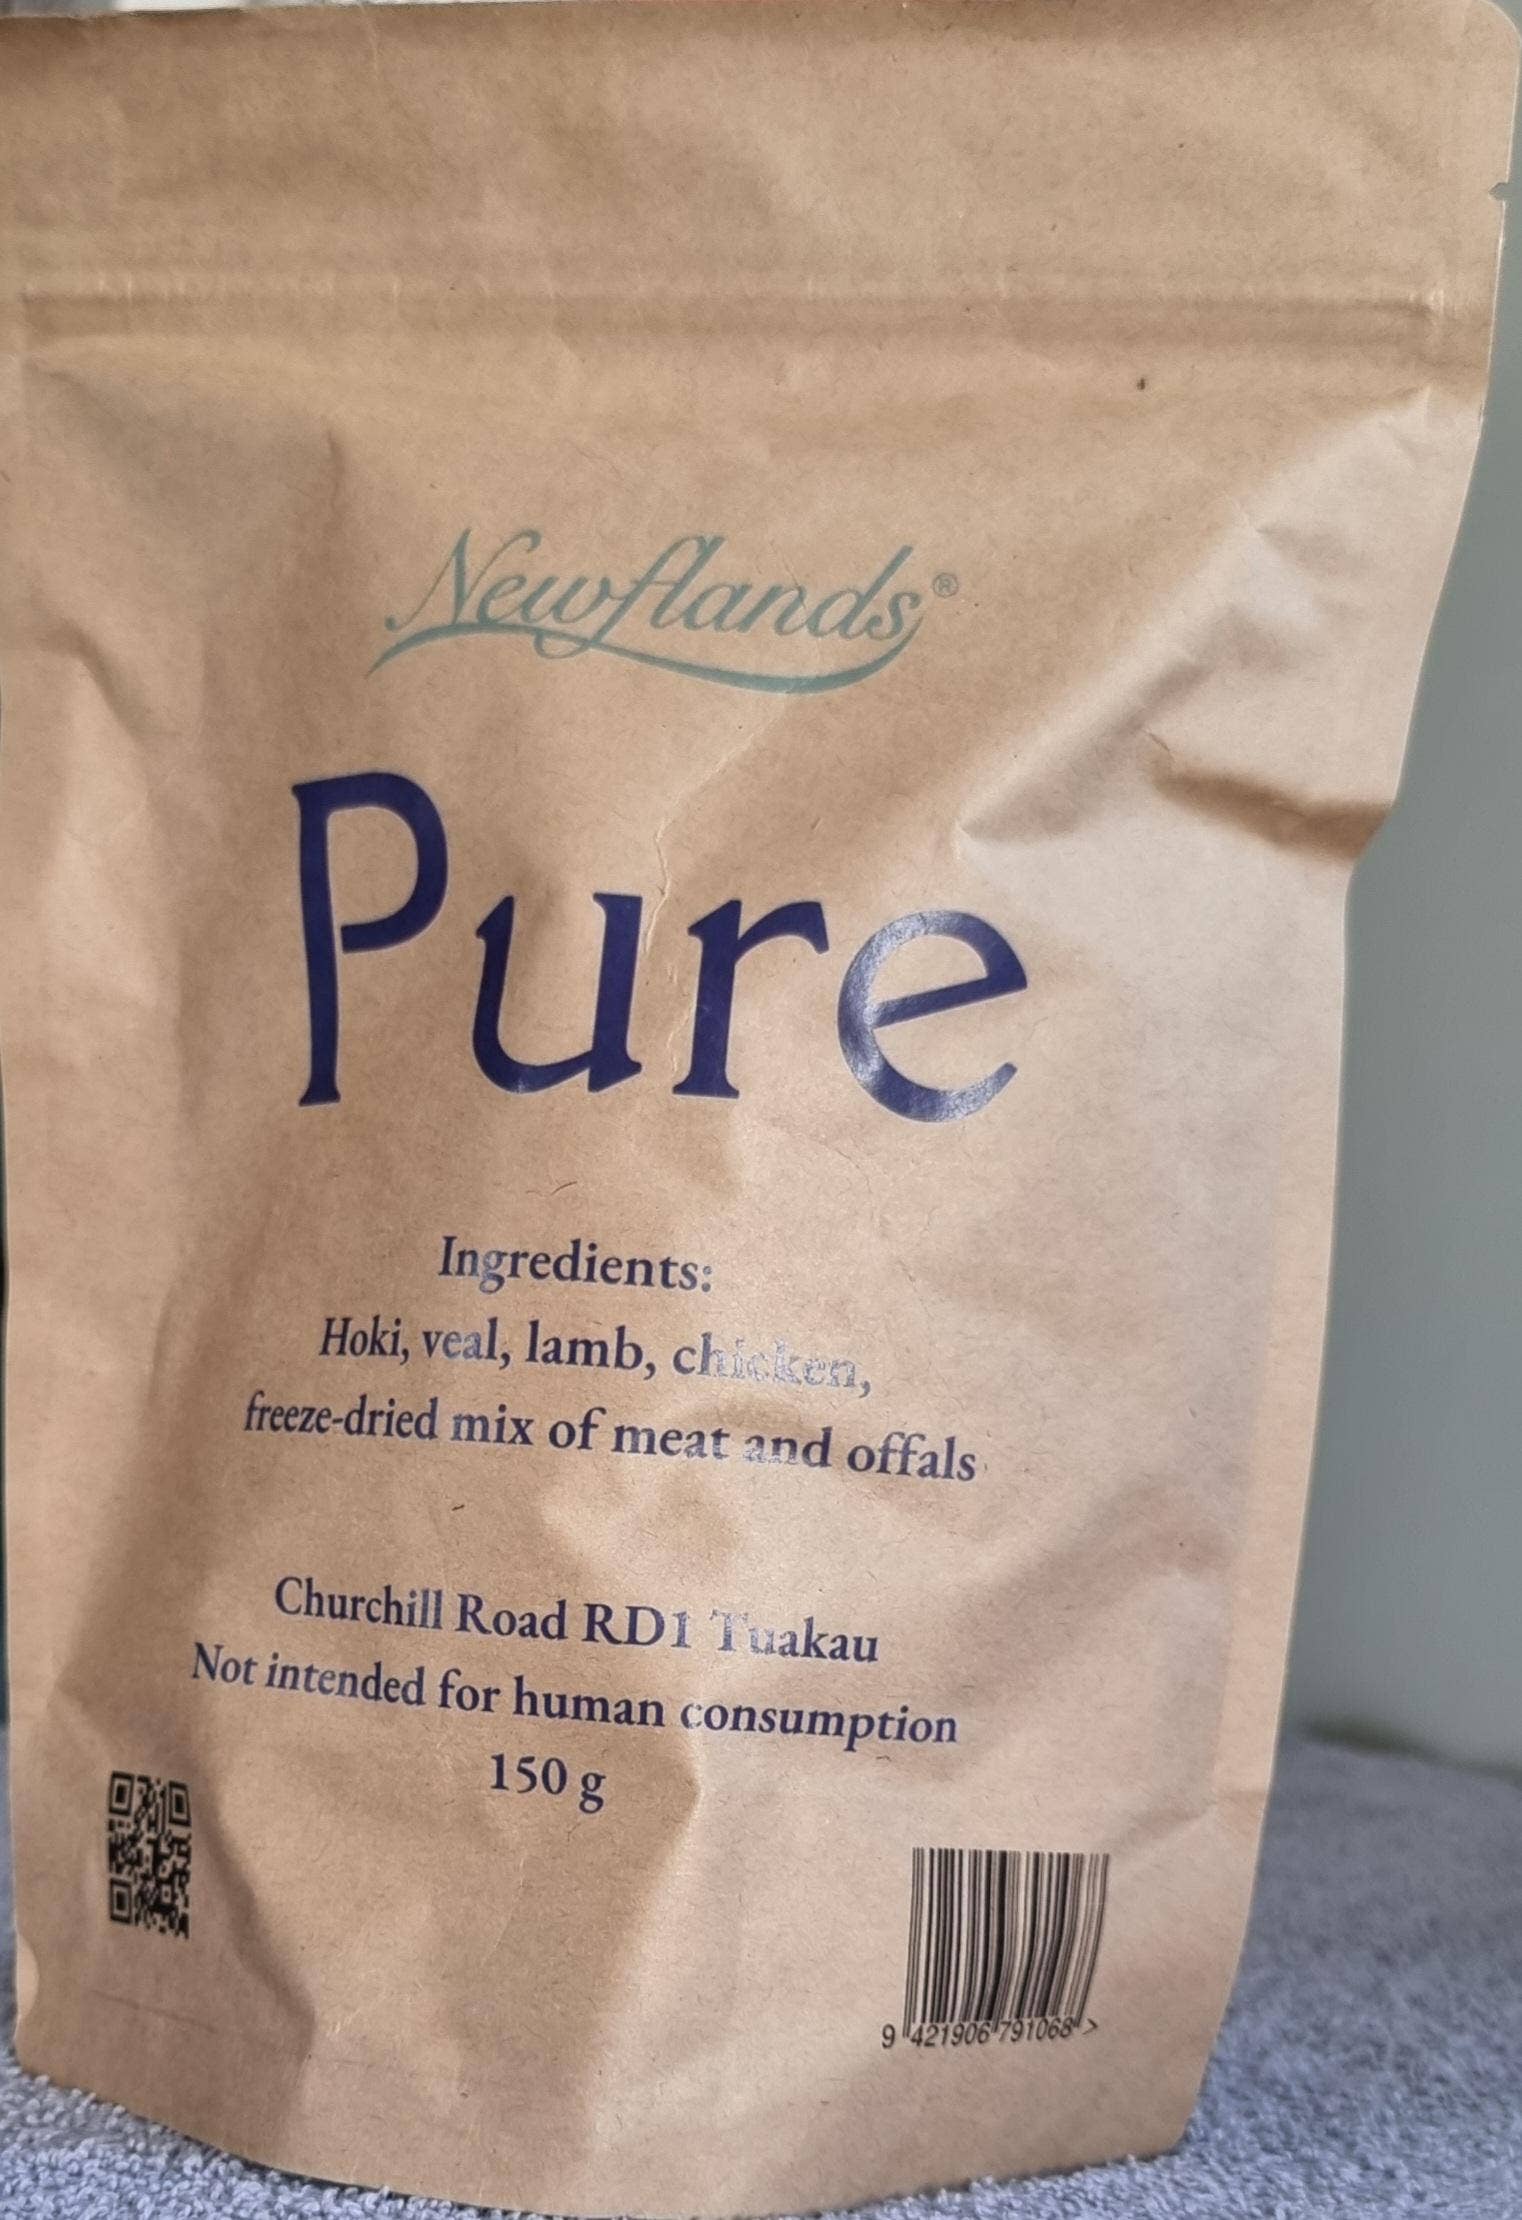 Newflands®
Pure
Ingredients:
Hoki, veal, lamb, chicken,
freeze-dried mix of meat and offals
Churchill Road RD1 Tuakau
Not intended for human consumption
150 g
9 421906 791068 >